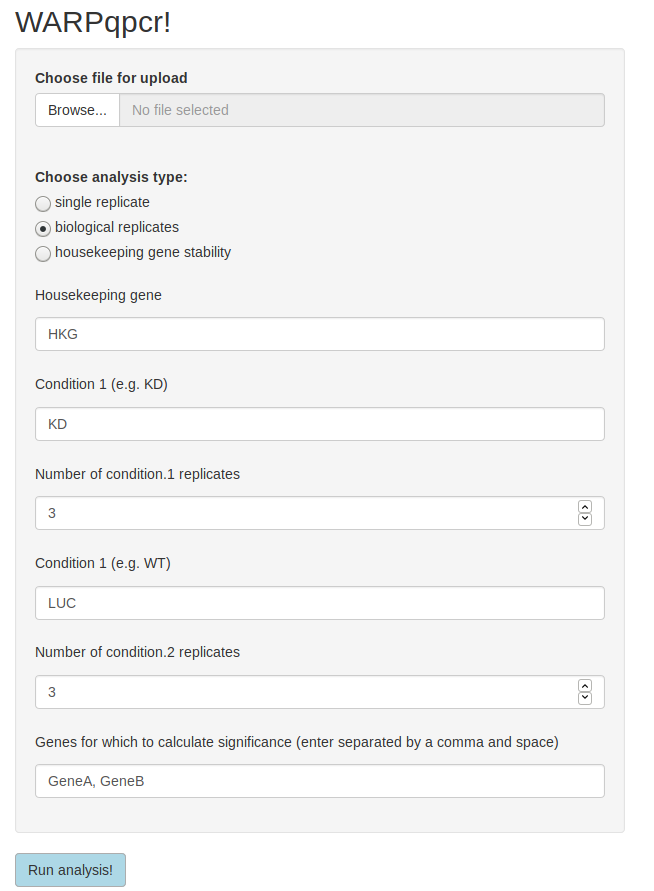 WARPqpcr!
Choose file for upload
Browse... No file selected
Choose analysis type:
single replicate
biological replicates
housekeeping gene stability
Housekeeping gene
HKG
Condition 1 (e.g. KD)
KD
Number of condition.1 replicates
3
Condition 1 (e.g. WT)
LUC
Number of condition.2 replicates
3
Genes for which to calculate significance (enter separated by a comma and space)
GeneA, GeneB
Run analysis!